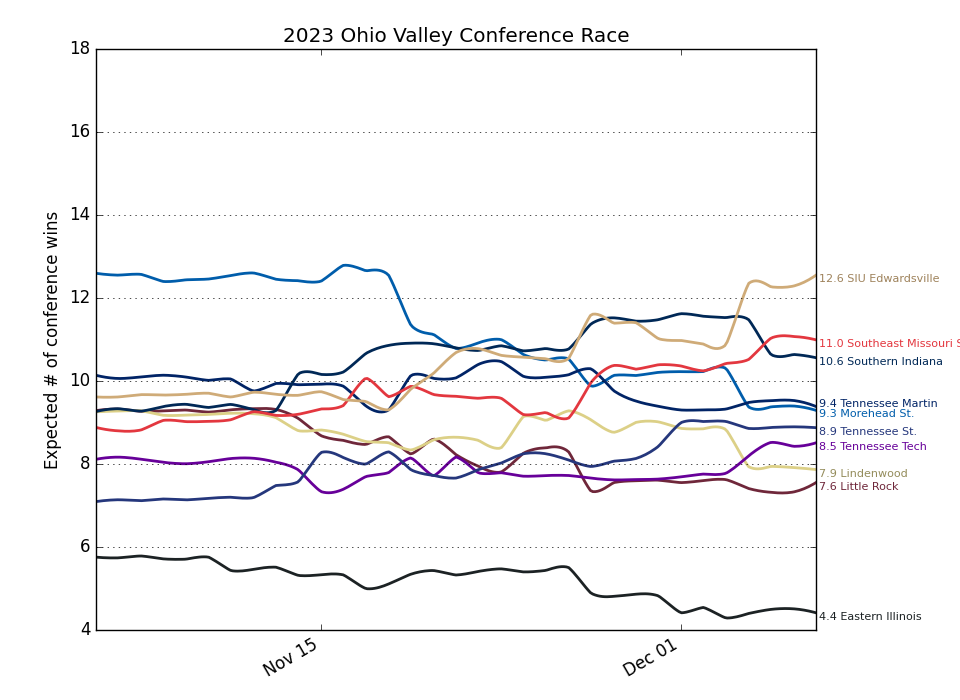 2023 Ohio Valley Conference Race
Expected # of conference wins
18
16
14
12
10
8
6
4
Nov 15
Dec 01
12.6 SIU Edwardsville
11.0 Southeast Missouri S
10.6 Southern Indiana
9.4 Tennessee Martin
9.3 Morehead St.
8.9 Tennessee St.
8.5 Tennessee Tech
7.9 Lindenwood
7.6 Little Rock
4.4 Eastern Illinois